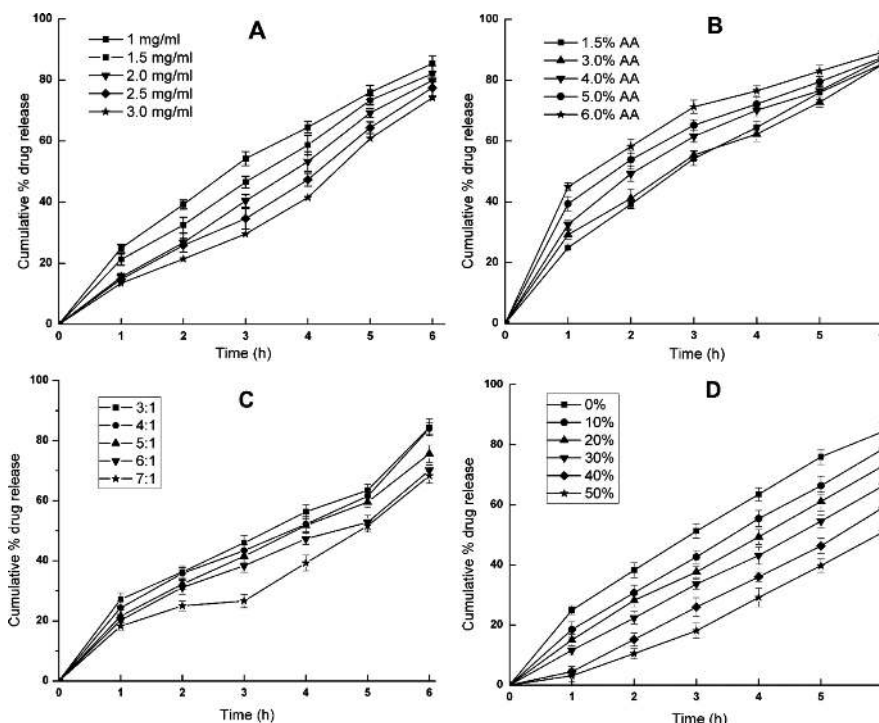 A
1 mg/ml
1.5 mg/ml
2.0 mg/ml
2.5 mg/ml
3.0 mg/ml
Cumulative % drug release
100
80
60
40
20
0
0 1 2 3 4 5 6
Time (h)
B
1.5% AA
3.0% AA
4.0% AA
5.0% AA
6.0% AA
Cumulative % drug release
100
80
60
40
20
0
0 1 2 3 4 5
Time (h)
C
3:1
4:1
5:1
6:1
7:1
Cumulative % drug release
100
80
60
40
20
0
0 1 2 3 4 5 6
Time (h)
D
0%
10%
20%
30%
40%
50%
Cumulative % drug release
100
80
60
40
20
0
0 1 2 3 4 5
Time (h)